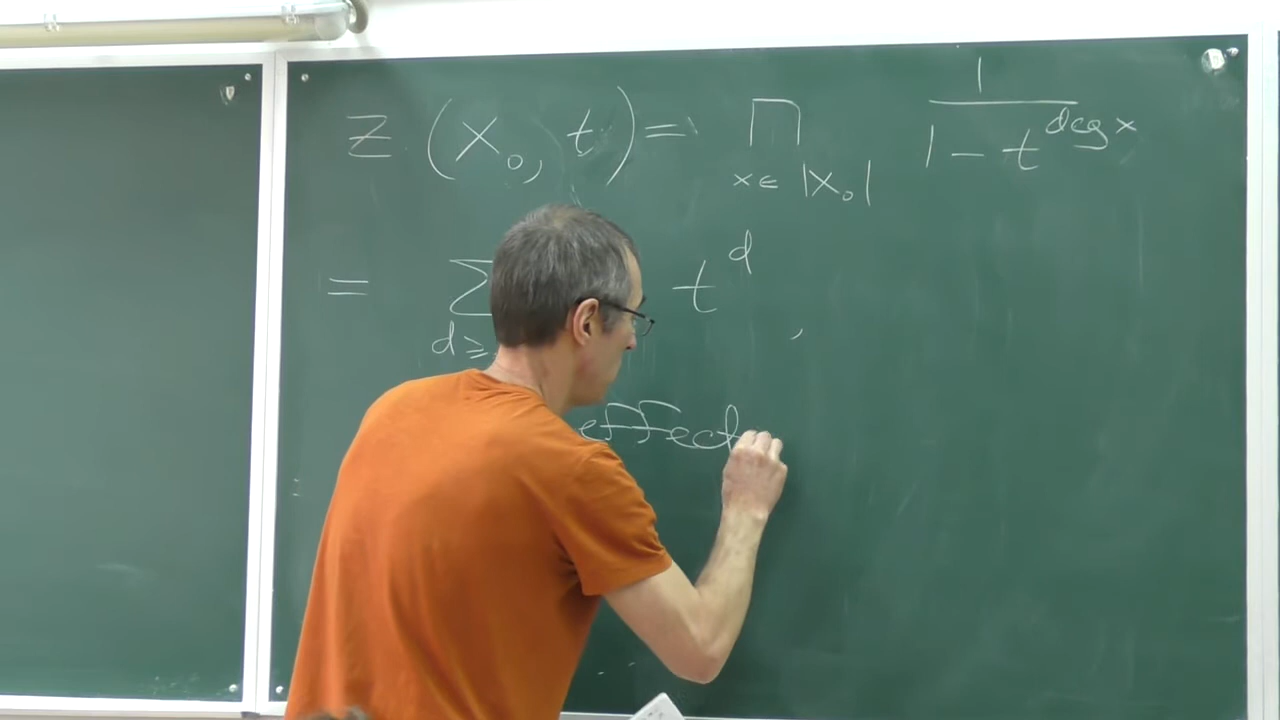 Z (X₀, t) = ∏ 1 / (1 - t^{deg x})
x ∈ |X₀|
= ∑ t^d ,
d ≥
effect